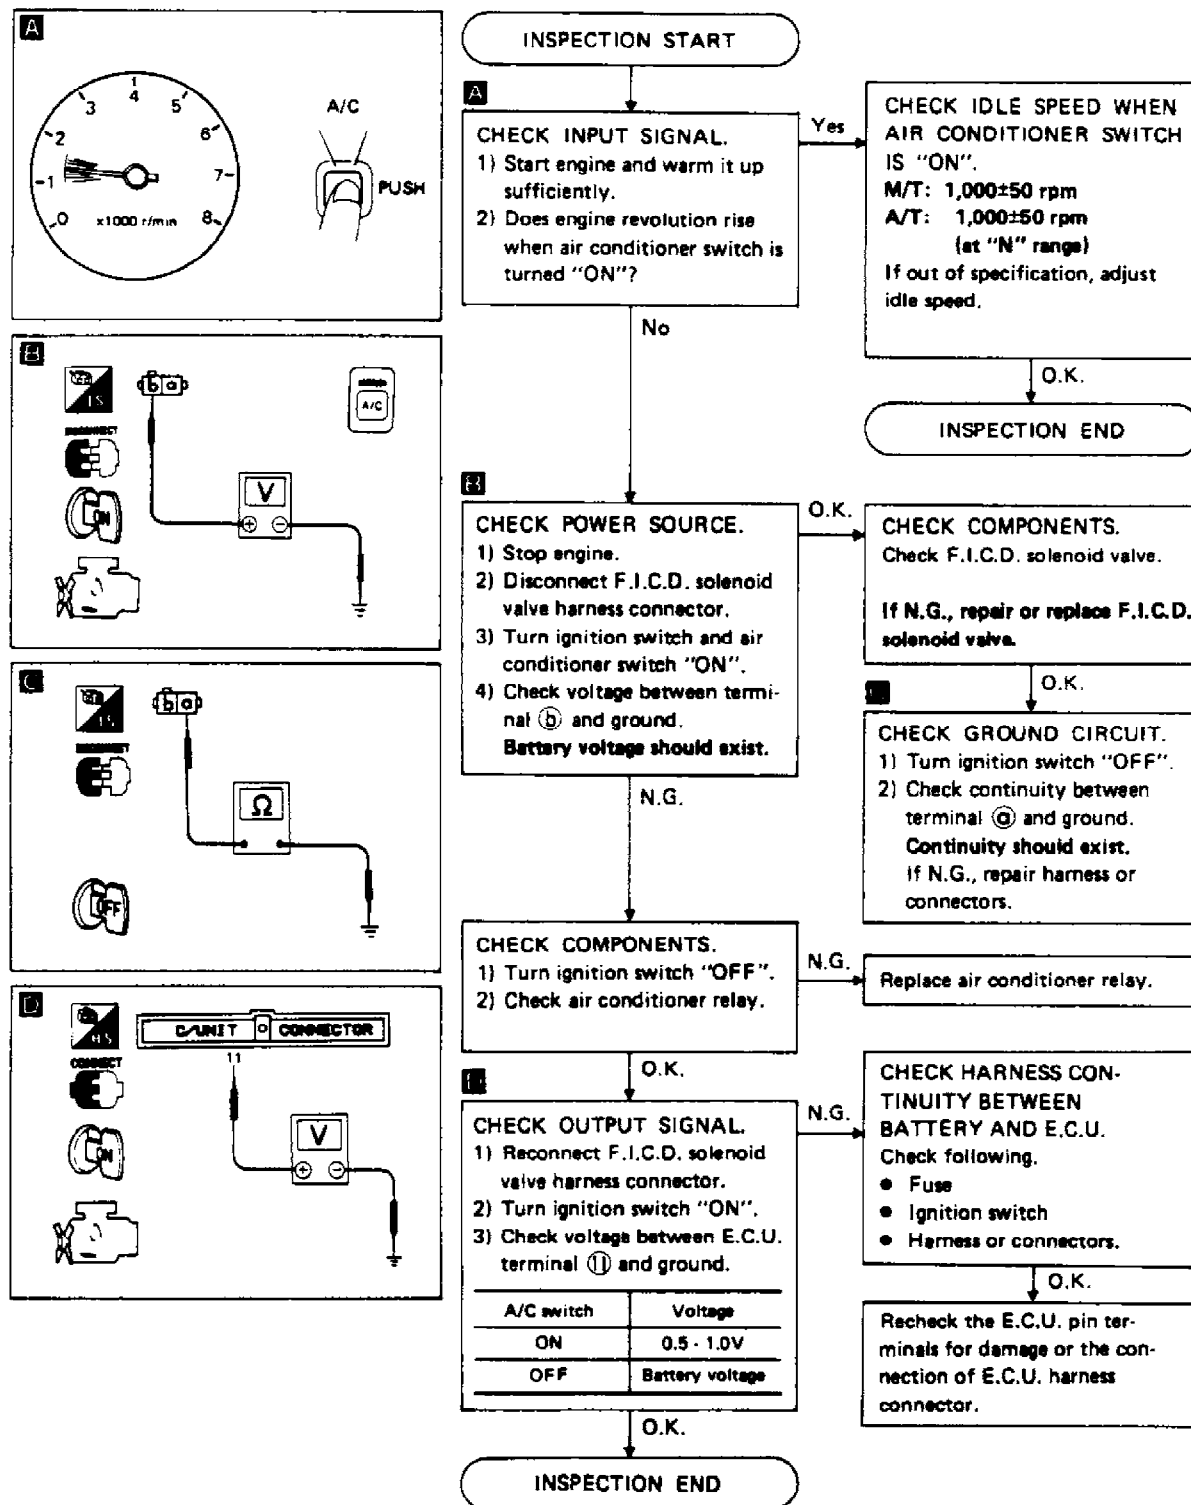 A
0
1
2
3
4
5
6
7
8
x1000 r/min
A/C
PUSH
B
T.S
DISCONNECT
ON
b a
A/C
V
+ −
C
T.S
DISCONNECT
OFF
b a
Ω
D
H.S
CONNECT
ON
C/UNIT CONNECTOR
11
V
+ −
INSPECTION START
A
CHECK INPUT SIGNAL.
1) Start engine and warm it up
sufficiently.
2) Does engine revolution rise
when air conditioner switch is
turned "ON"?
Yes
CHECK IDLE SPEED WHEN
AIR CONDITIONER SWITCH
IS "ON".
M/T: 1,000±50 rpm
A/T: 1,000±50 rpm
(at "N" range)
If out of specification, adjust
idle speed.
O.K.
INSPECTION END
No
B
CHECK POWER SOURCE.
1) Stop engine.
2) Disconnect F.I.C.D. solenoid
valve harness connector.
3) Turn ignition switch and air
conditioner switch "ON".
4) Check voltage between termi-
nal ⓑ and ground.
Battery voltage should exist.
O.K.
CHECK COMPONENTS.
Check F.I.C.D. solenoid valve.
If N.G., repair or replace F.I.C.D.
solenoid valve.
O.K.
CHECK GROUND CIRCUIT.
1) Turn ignition switch "OFF".
2) Check continuity between
terminal ⓐ and ground.
Continuity should exist.
If N.G., repair harness or
connectors.
N.G.
CHECK COMPONENTS.
1) Turn ignition switch "OFF".
2) Check air conditioner relay.
N.G.
Replace air conditioner relay.
O.K.
CHECK OUTPUT SIGNAL.
1) Reconnect F.I.C.D. solenoid
valve harness connector.
2) Turn ignition switch "ON".
3) Check voltage between E.C.U.
terminal ⑪ and ground.
A/C switch Voltage
ON 0.5 - 1.0V
OFF Battery voltage
N.G.
CHECK HARNESS CON-
TINUITY BETWEEN
BATTERY AND E.C.U.
Check following.
● Fuse
● Ignition switch
● Harness or connectors.
O.K.
Recheck the E.C.U. pin ter-
minals for damage or the con-
nection of E.C.U. harness
connector.
O.K.
INSPECTION END